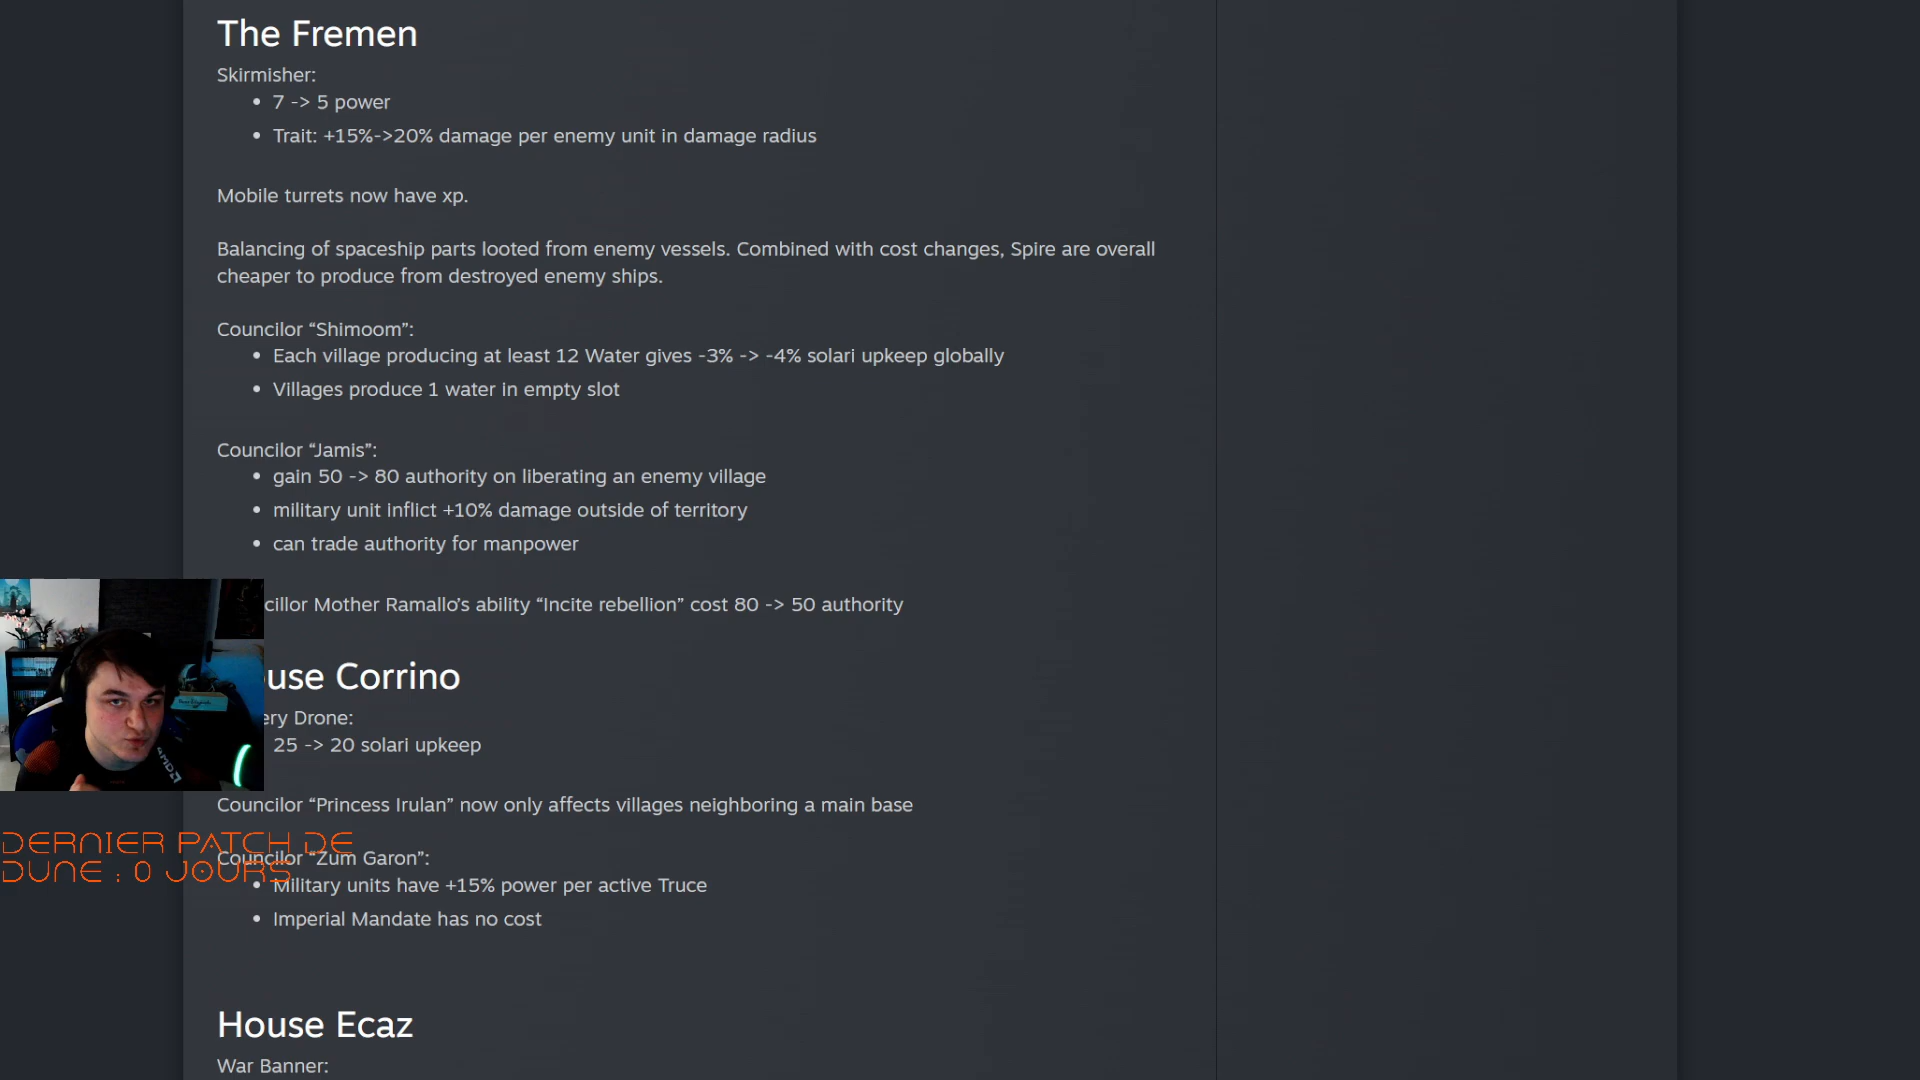 The Fremen
Skirmisher:
• 7 -> 5 power
• Trait: +15%->20% damage per enemy unit in damage radius
Mobile turrets now have xp.
Balancing of spaceship parts looted from enemy vessels. Combined with cost changes, Spire are overall
cheaper to produce from destroyed enemy ships.
Councilor “Shimoom”:
• Each village producing at least 12 Water gives -3% -> -4% solari upkeep globally
• Villages produce 1 water in empty slot
Councilor “Jamis”:
• gain 50 -> 80 authority on liberating an enemy village
• military unit inflict +10% damage outside of territory
• can trade authority for manpower
cillor Mother Ramallo’s ability “Incite rebellion” cost 80 -> 50 authority
use Corrino
ery Drone:
25 -> 20 solari upkeep
Councilor “Princess Irulan” now only affects villages neighboring a main base
Councilor “Zum Garon”:
• Military units have +15% power per active Truce
• Imperial Mandate has no cost
House Ecaz
War Banner:
AMD
DERNIER PATCH DE
DUNE : 0 JOURS